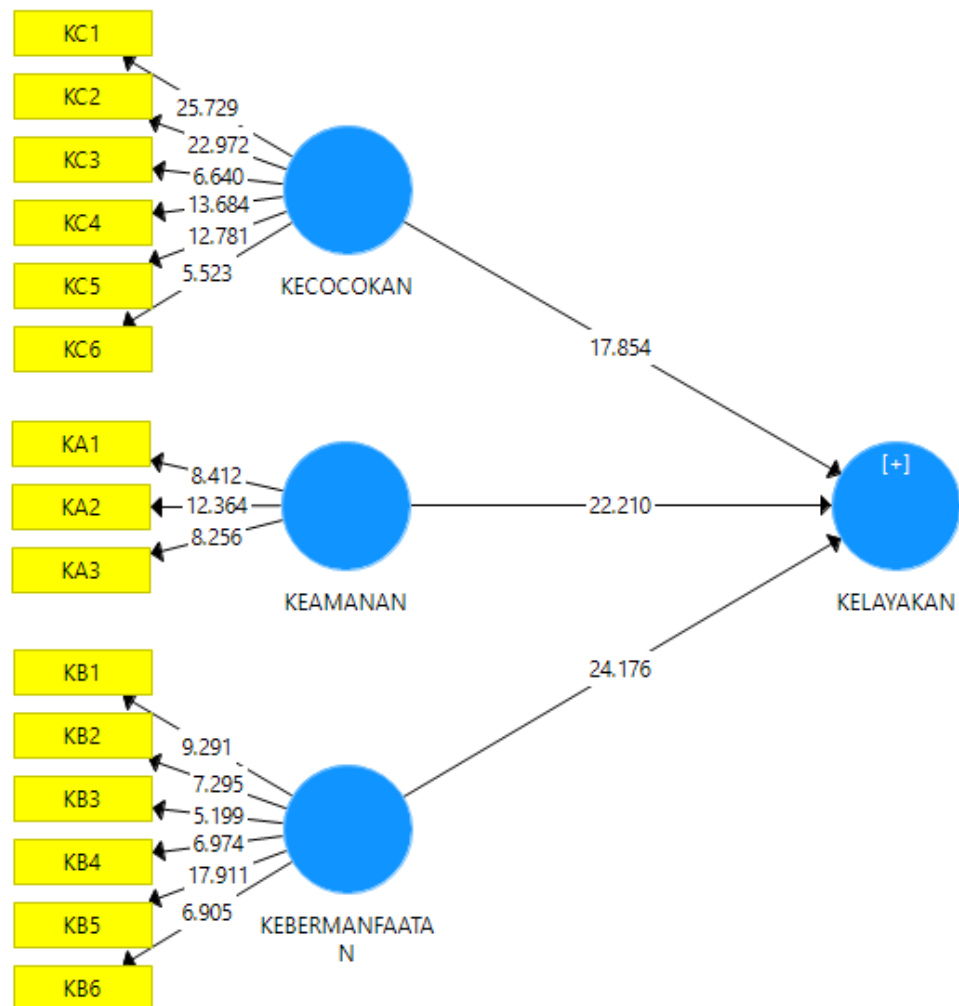 KC1
KC2
KC3
KC4
KC5
KC6
25.729
22.972
6.640
13.684
12.781
5.523
KECOCOKAN
17.854
KA1
KA2
KA3
8.412
12.364
8.256
KEAMANAN
22.210
[+]
KELAYAKAN
KB1
KB2
KB3
KB4
KB5
KB6
9.291
7.295
5.199
6.974
17.911
6.905
KEBERMANFAATA
N
24.176